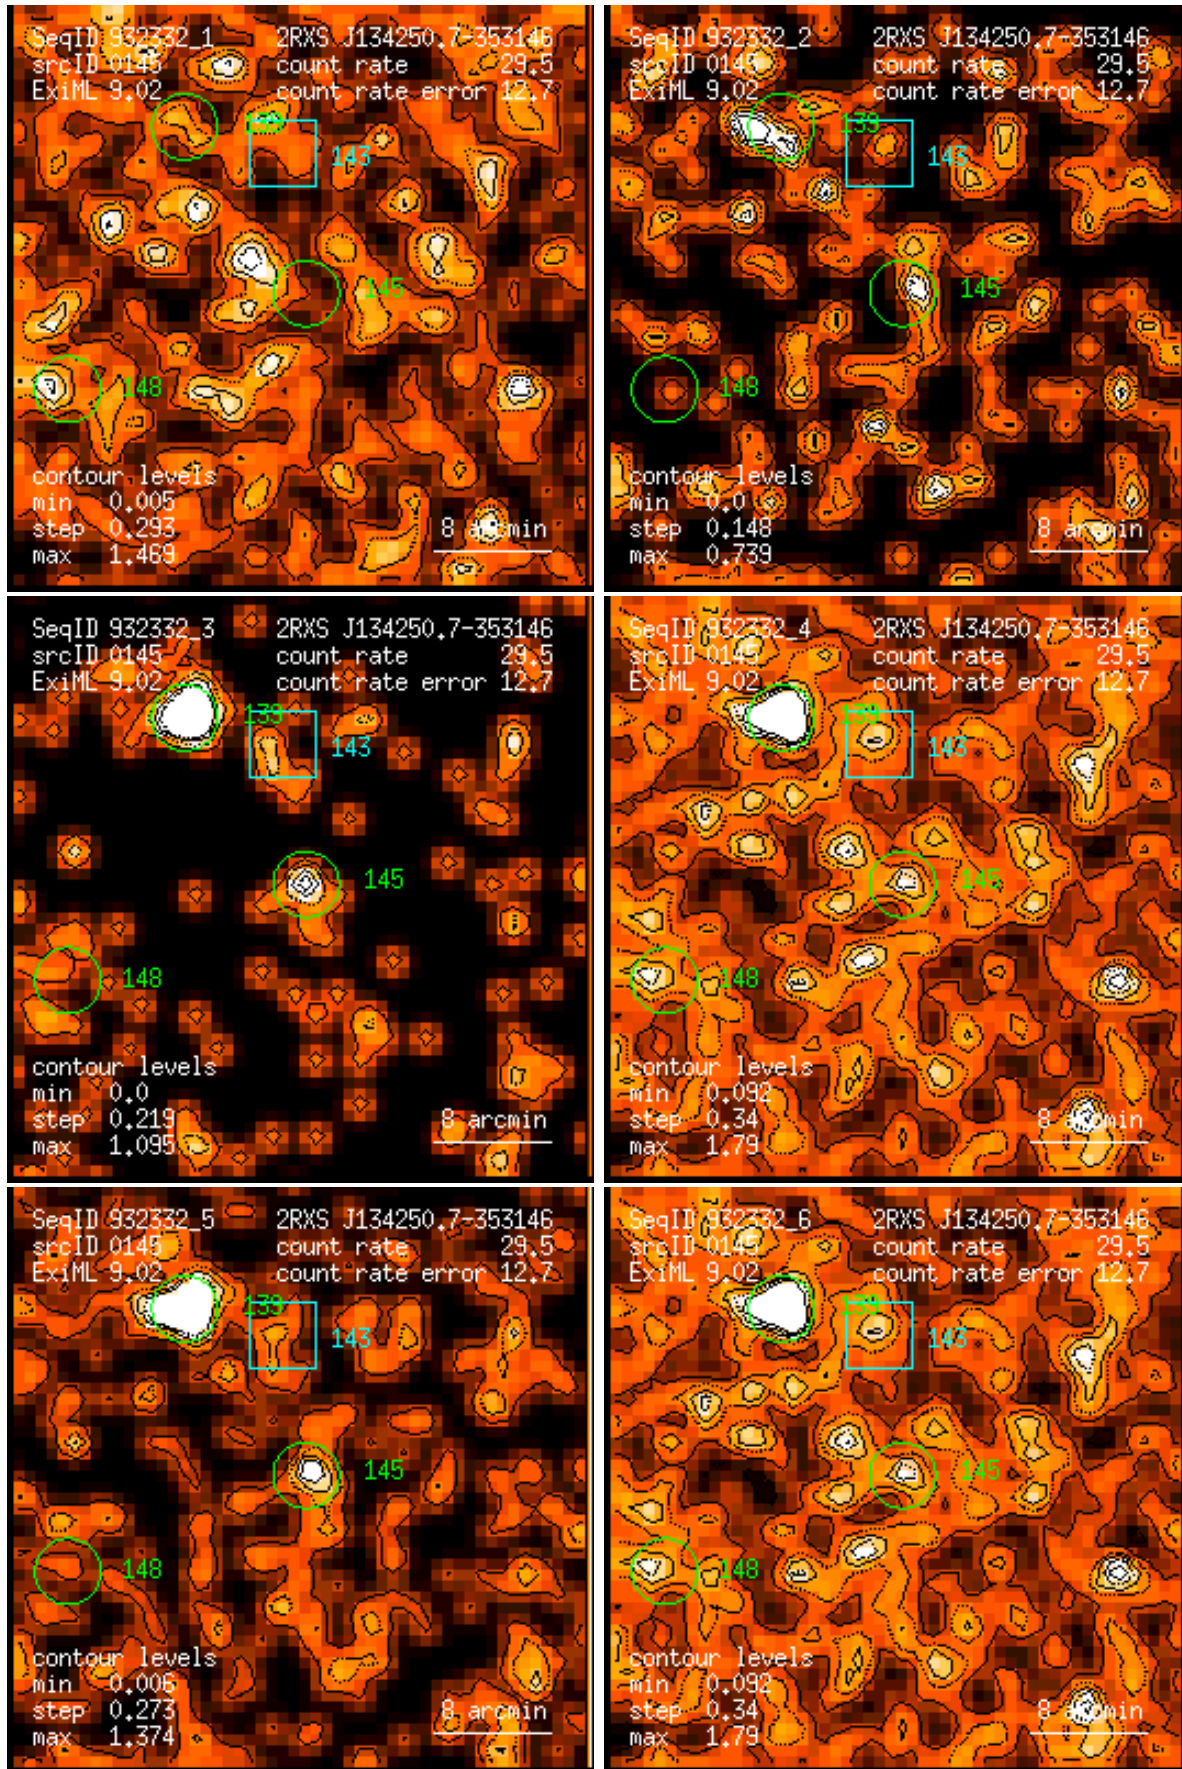 SeqID 932332_1 2RXS J134250.7-353146
srcID 0145 count rate 29.5
ExiML 9.02 count rate error 12.7
139
143
145
148
contour levels
min 0.005
step 0.293
max 1.469
8 arcmin
SeqID 932332_2 2RXS J134250.7-353146
srcID 0145 count rate 29.5
ExiML 9.02 count rate error 12.7
139
143
145
148
contour levels
min 0.0
step 0.148
max 0.739
8 arcmin
SeqID 932332_3 2RXS J134250.7-353146
srcID 0145 count rate 29.5
ExiML 9.02 count rate error 12.7
139
143
145
148
contour levels
min 0.0
step 0.219
max 1.095
8 arcmin
SeqID 932332_4 2RXS J134250.7-353146
srcID 0145 count rate 29.5
ExiML 9.02 count rate error 12.7
139
143
145
148
contour levels
min 0.092
step 0.34
max 1.79
8 arcmin
SeqID 932332_5 2RXS J134250.7-353146
srcID 0145 count rate 29.5
ExiML 9.02 count rate error 12.7
139
143
145
148
contour levels
min 0.006
step 0.273
max 1.374
8 arcmin
SeqID 932332_6 2RXS J134250.7-353146
srcID 0145 count rate 29.5
ExiML 9.02 count rate error 12.7
139
143
145
148
contour levels
min 0.092
step 0.34
max 1.79
8 arcmin